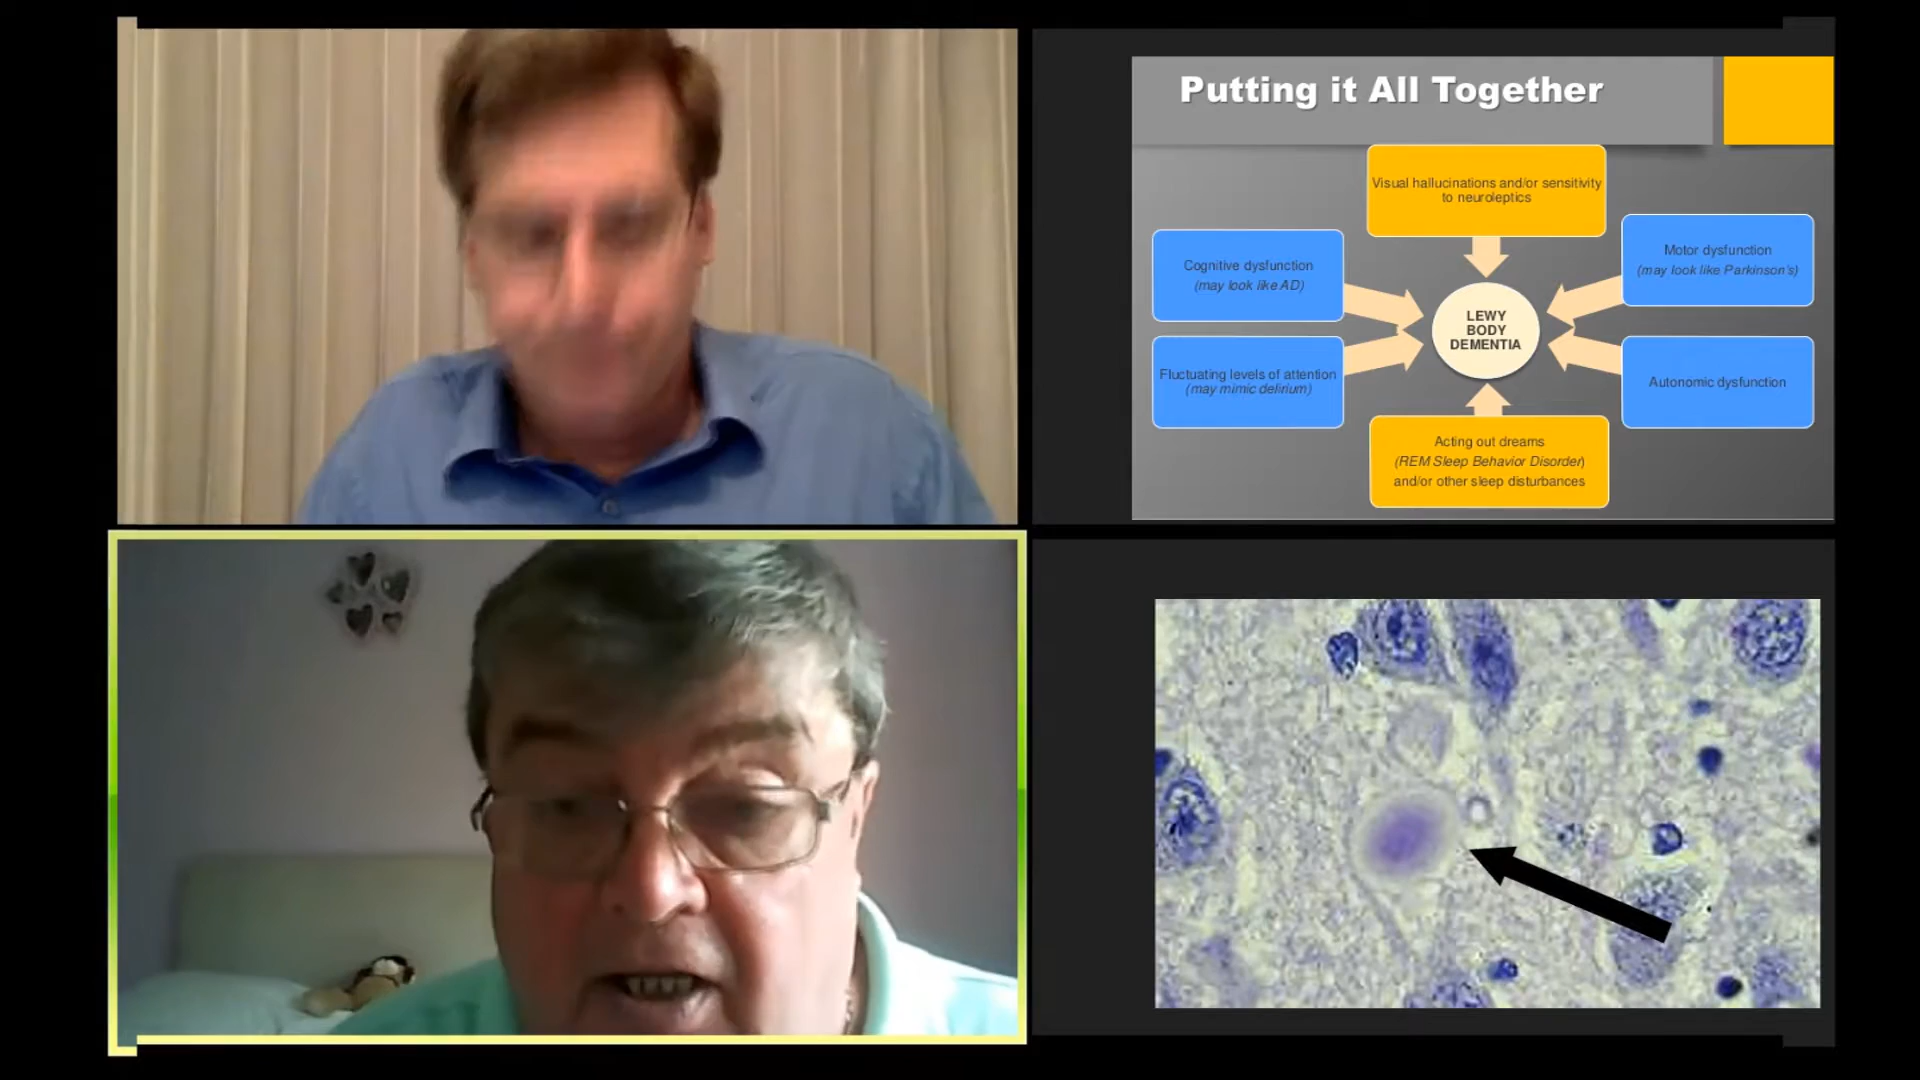 Putting it All Together
Visual hallucinations and/or sensitivity
to neuroleptics
Cognitive dysfunction
(may look like AD)
Motor dysfunction
(may look like Parkinson's)
LEWY
BODY
DEMENTIA
Fluctuating levels of attention
(may mimic delirium)
Autonomic dysfunction
Acting out dreams
(REM Sleep Behavior Disorder)
and/or other sleep disturbances